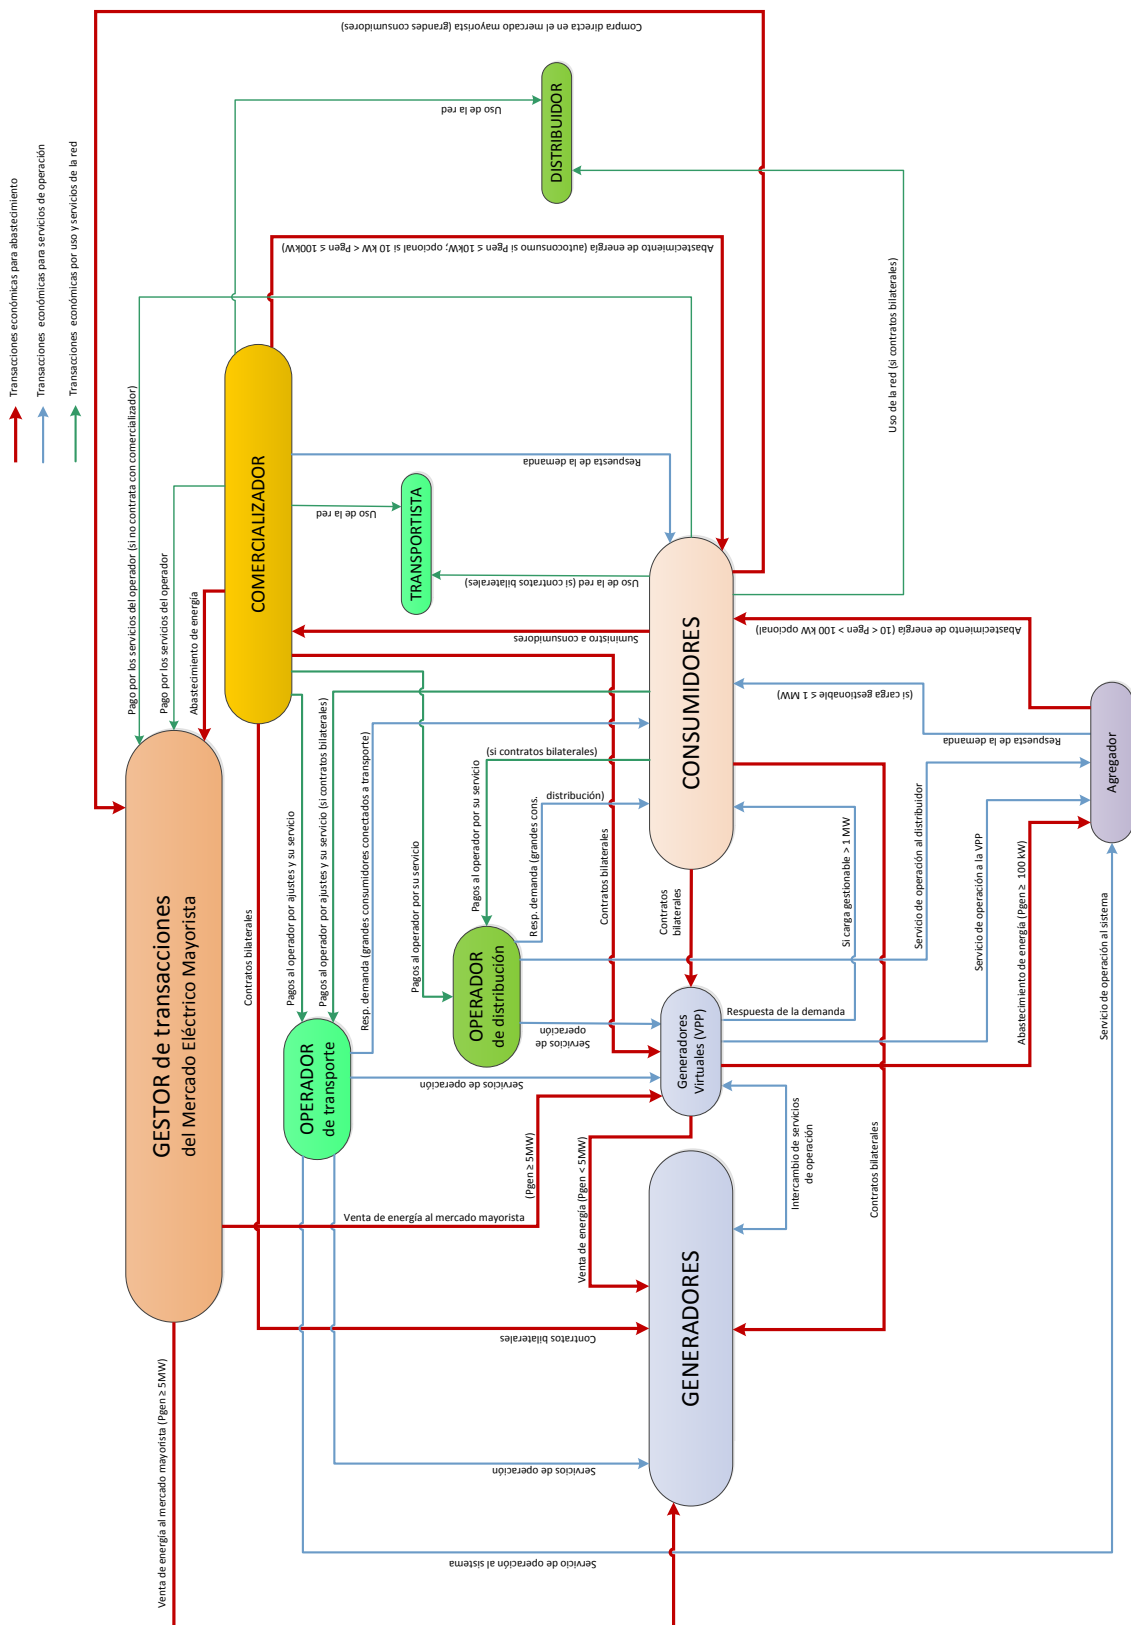 Transacciones económicas para abastecimiento
Transacciones económicas para servicios de operación
Transacciones económicas por uso y servicios de la red
Compra directa en el mercado mayorista (grandes consumidores)
Uso de la red
DISTRIBUIDOR
Abastecimiento de energía (autoconsumo si Pgen ≤ 10kW; opcional si 10 kW < Pgen ≤ 100kW)
Uso de la red (si contratos bilaterales)
Pago por los servicios del operador (si no contrata con comercializador)
Pago por los servicios del operador
Abastecimiento de energía
COMERCIALIZADOR
Uso de la red
TRANSPORTISTA
Respuesta de la demanda
Uso de la red (si contratos bilaterales)
Suministro a consumidores
CONSUMIDORES
Abastecimiento de energía (10 < Pgen > 100 kW opcional)
(si carga gestionable ≤ 1 MW)
Respuesta de la demanda
Agregador
GESTOR de transacciones
del Mercado Eléctrico Mayorista
Contratos bilaterales
Pagos al operador por ajustes y su servicio
Pagos al operador por ajustes y su servicio (si contratos bilaterales)
Resp. demanda (grandes consumidores conectados a transporte)
Pagos al operador por su servicio
Pagos al operador por su servicio
(si contratos bilaterales)
Resp. demanda (grandes cons.
distribución)
Contratos bilaterales
Contratos
bilaterales
Si carga gestionable > 1 MW
Respuesta de la demanda
Servicio de operación al distribuidor
Servicio de operación a la VPP
Abastecimiento de energía (Pgen ≥ 100 kW)
Servicio de operación al sistema
OPERADOR
de transporte
OPERADOR
de distribución
Servicios de
operación
Servicios de operación
Generadores
Virtuales (VPP)
Venta de energía al mercado mayorista
(Pgen ≥ 5MW)
Venta de energía (Pgen < 5MW)
Intercambio de servicios
de operación
Contratos bilaterales
GENERADORES
Contratos bilaterales
Servicios de operación
Servicio de operación al sistema
Venta de energía al mercado mayorista (Pgen ≥ 5MW)